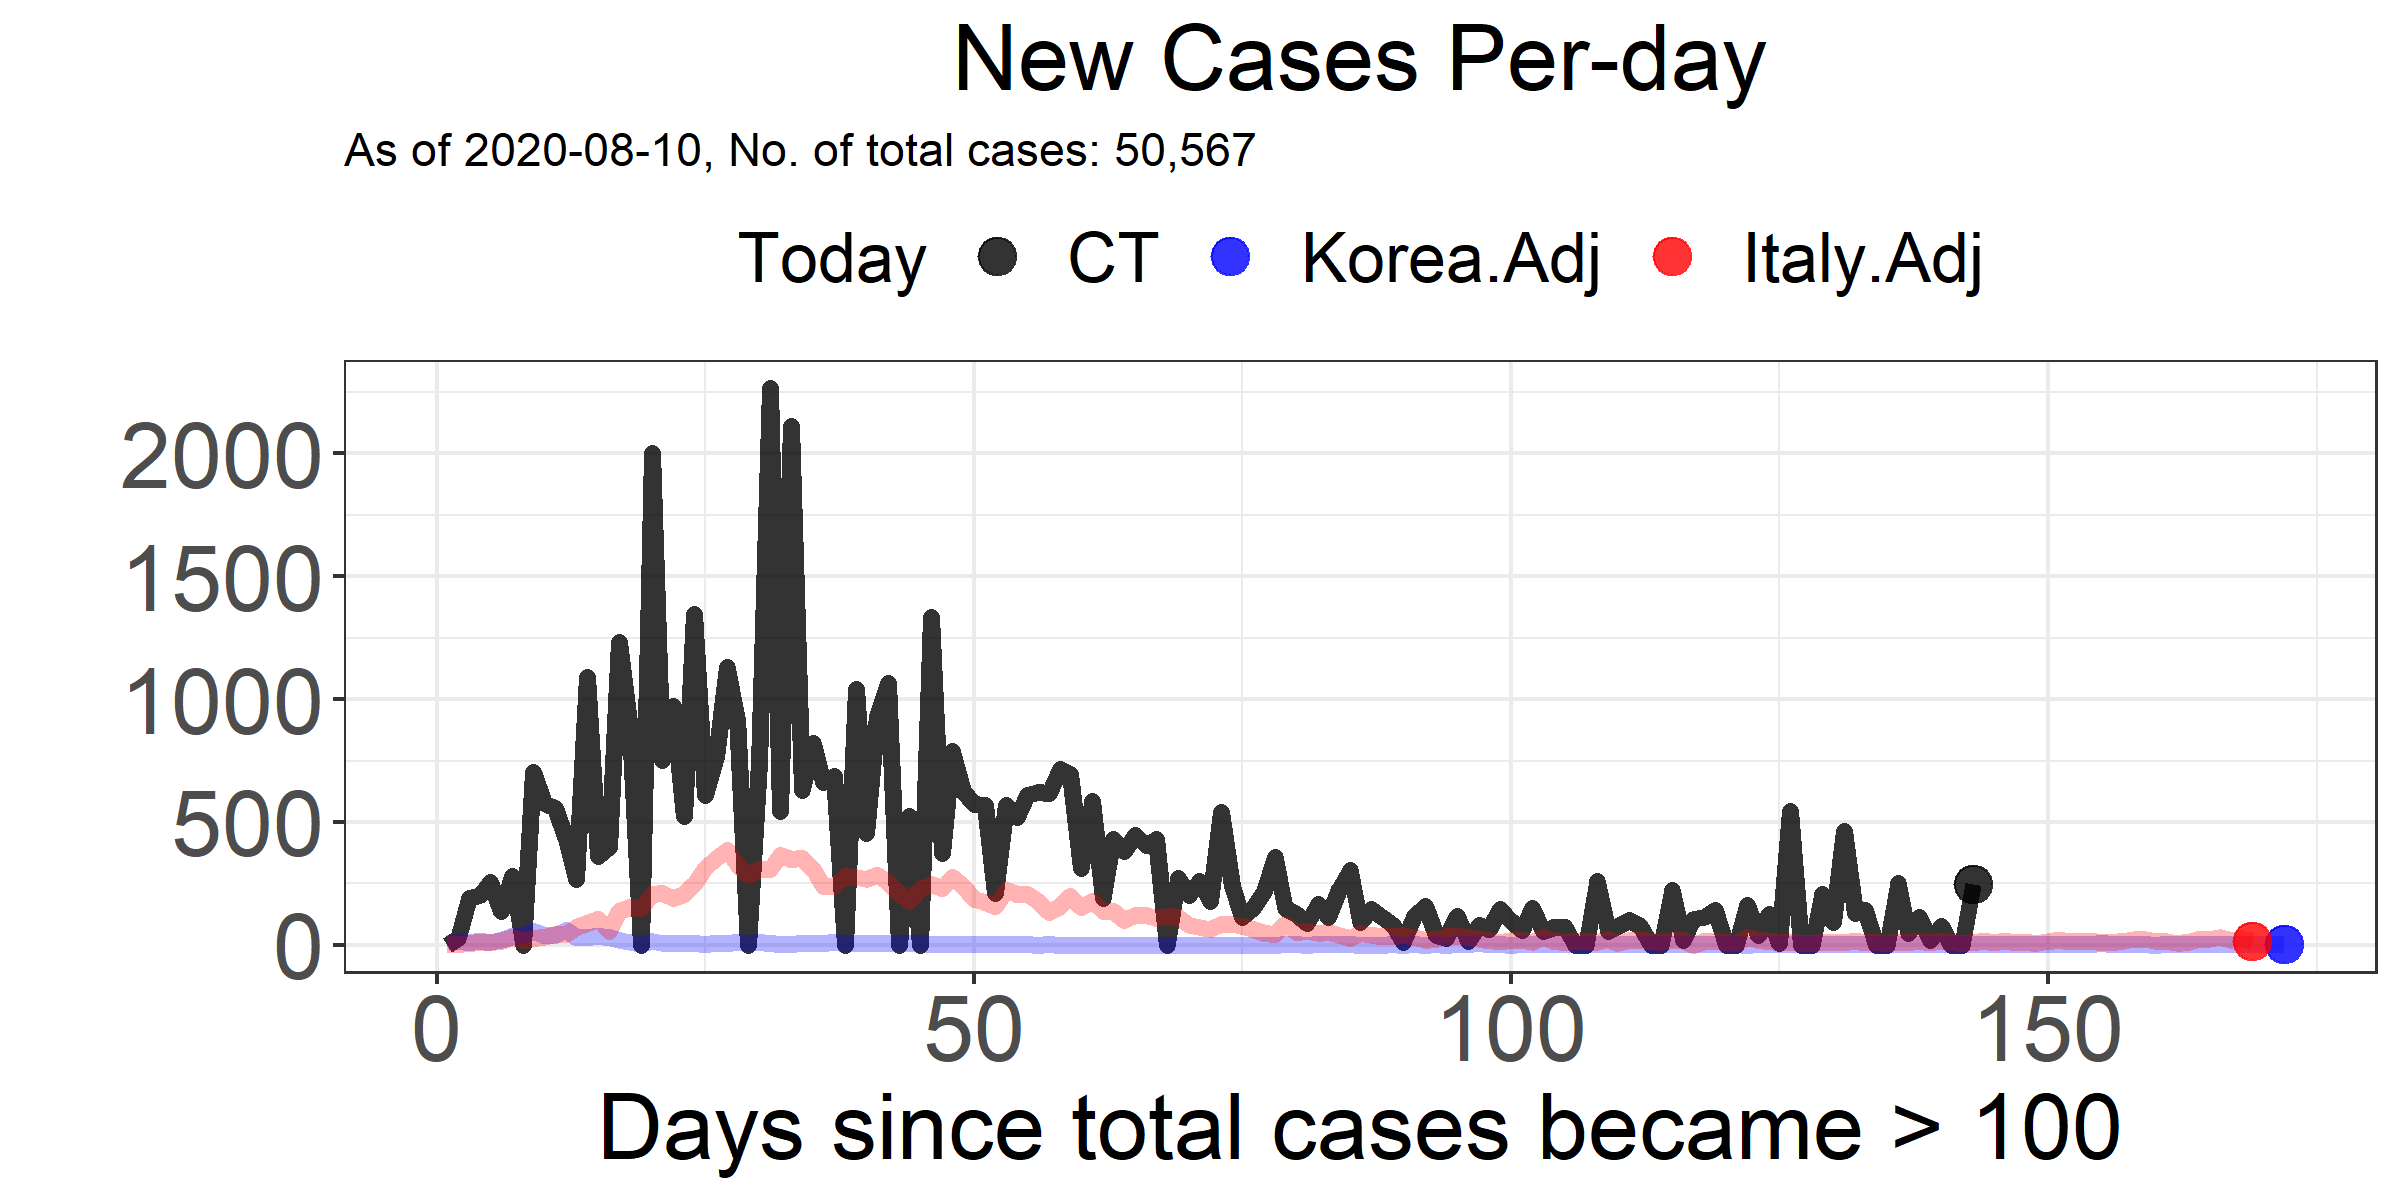 New Cases Per-day
As of 2020-08-10, No. of total cases: 50,567
Today CT Korea.Adj Italy.Adj
2000
1500
1000
500
0
0 50 100 150
Days since total cases became > 100